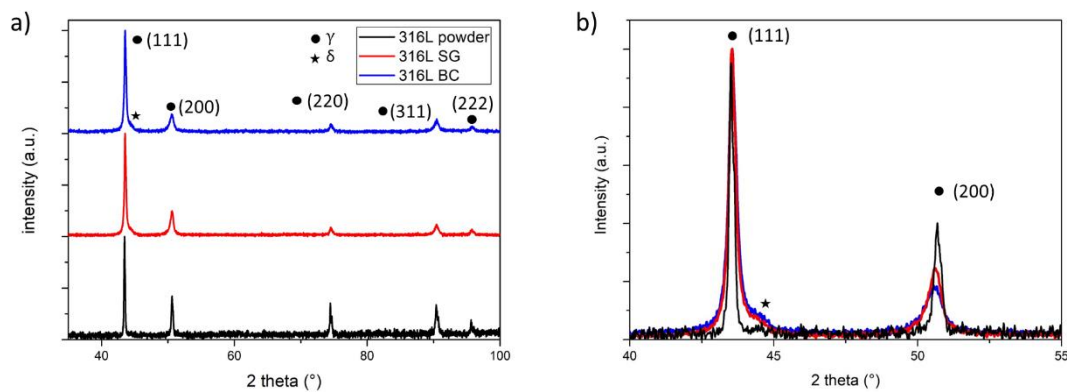 a)
(111)
γ
δ
316L powder
316L SG
316L BC
(200)
(220)
(311)
(222)
intensity (a.u.)
40
60
80
100
2 theta (°)
b)
(111)
(200)
Intensity (a.u.)
40
45
50
55
2 theta (°)